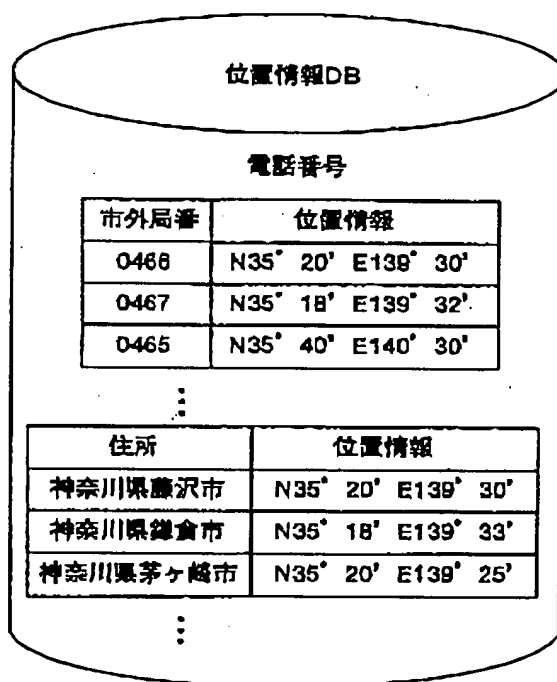 位置情報DB
電話番号
市外局番 位置情報
0466 N35° 20' E139° 30'
0467 N35° 18' E139° 32'
0465 N35° 40' E140° 30'
⋮
住所 位置情報
神奈川県藤沢市 N35° 20' E139° 30'
神奈川県鎌倉市 N35° 18' E139° 33'
神奈川県茅ヶ崎市 N35° 20' E139° 25'
⋮